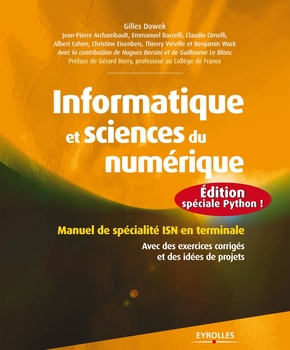 Gilles Dowek
Jean-Pierre Archambault, Emmanuel Baccelli, Claudio Cimelli,
Albert Cohen, Christine Eisenbeis, Thierry Viéville et Benjamin Wack
Avec la contribution de Hugues Bersini et de Guillaume Le Blanc
Préface de Gérard Berry, professeur au Collège de France
Informatique
et sciences du
numérique
Édition
spéciale Python !
Manuel de spécialité ISN en terminale
Avec des exercices corrigés
et des idées de projets
EYROLLES